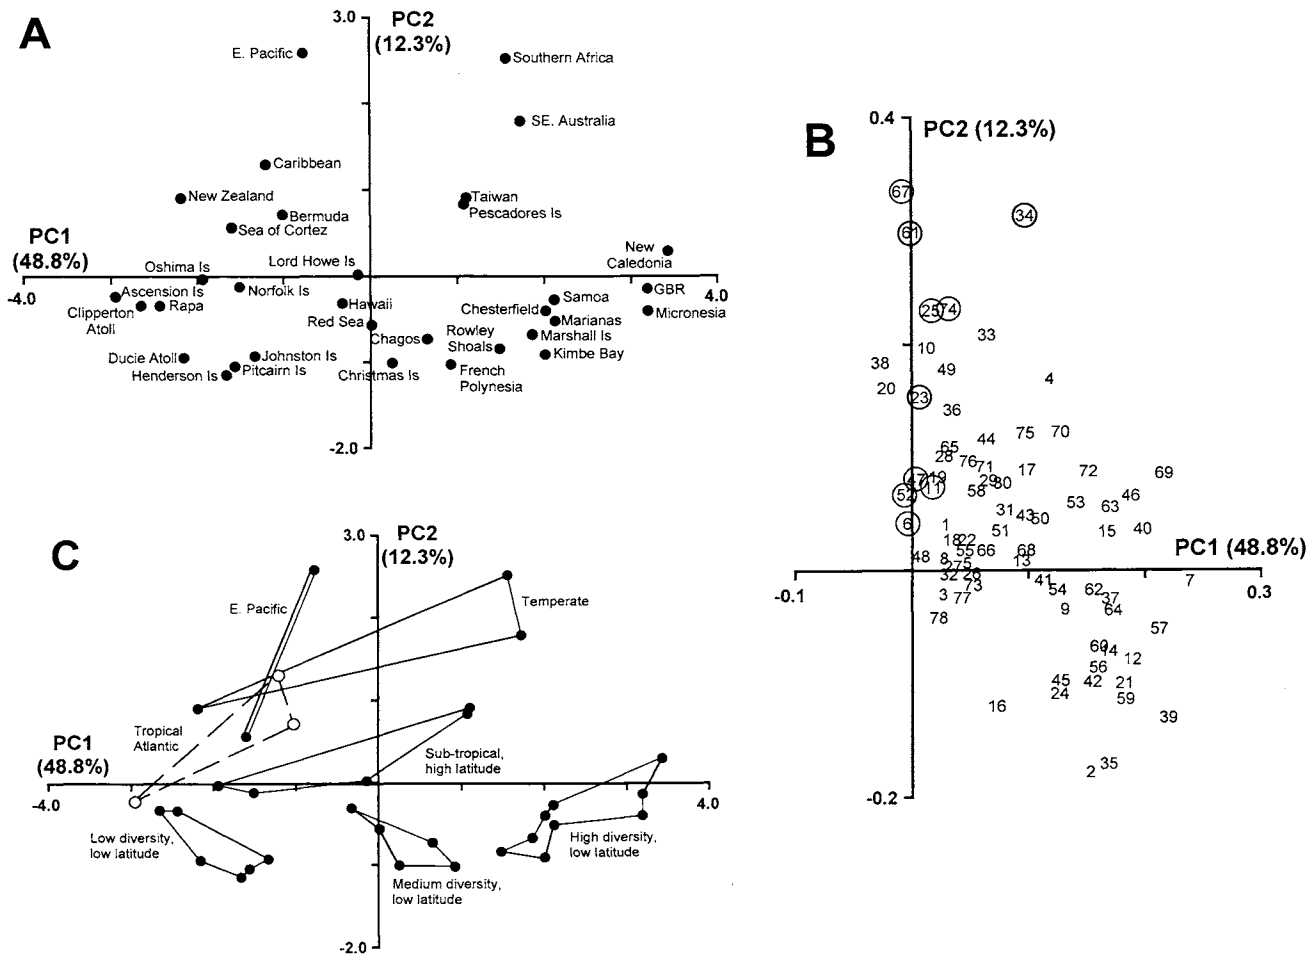 A
3.0
PC2
(12.3%)
E. Pacific
Southern Africa
SE. Australia
Caribbean
New Zealand
Taiwan
Pescadores Is
Bermuda
Sea of Cortez
PC1
(48.8%)
New
Caledonia
Lord Howe Is
Oshima Is
-4.0
4.0
Ascension Is
Norfolk Is
GBR
Clipperton
Atoll
Rapa
Hawaii
Samoa
Chesterfield
Micronesia
Red Sea
Marianas
Chagos
Rowley
Shoals
Marshall Is
Ducie Atoll
Johnston Is
Kimbe Bay
Henderson Is
Pitcairn Is
Christmas Is
French
Polynesia
-2.0
B
0.4
PC2 (12.3%)
67
34
61
25
74
33
10
38
49
4
20
23
36
75
70
44
65
28
76
71
17
72
69
47
19
29
30
11
58
52
46
53
63
31
43
50
6
1
51
15
40
PC1 (48.8%)
18
22
55
66
68
48
8
13
27
5
-0.1
0.3
32
26
41
7
73
54
62
3
77
37
9
64
78
57
60
14
12
56
45
42
21
24
59
16
39
35
2
-0.2
C
3.0
PC2
(12.3%)
E. Pacific
Temperate
Tropical
Atlantic
PC1
(48.8%)
Sub-tropical,
high latitude
-4.0
4.0
Low diversity,
low latitude
High diversity,
low latitude
Medium diversity,
low latitude
-2.0